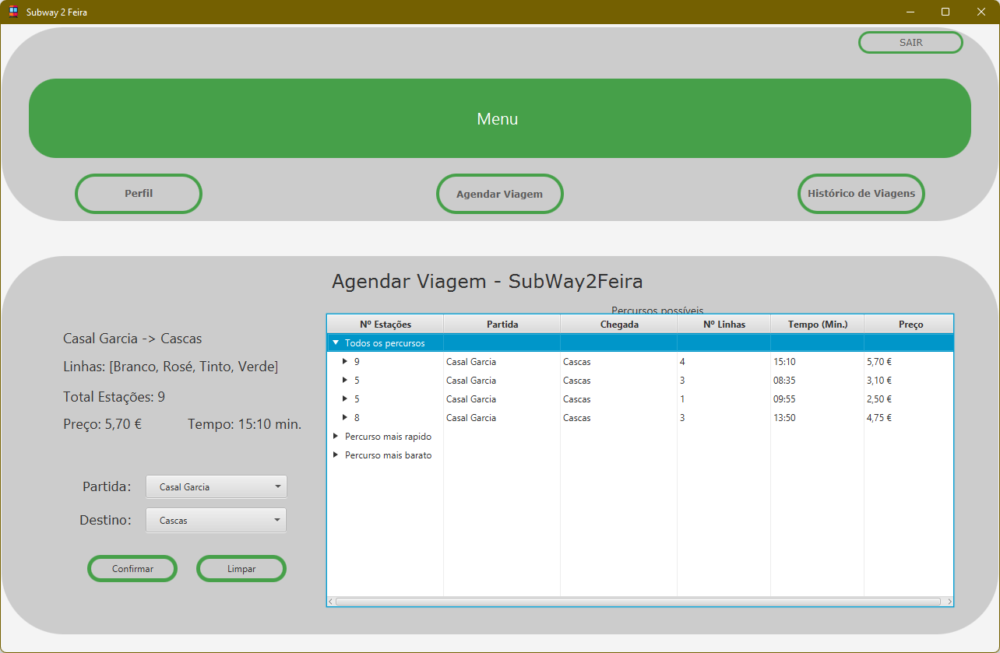 Subway 2 Feira
SAIR
Menu
Perfil
Agendar Viagem
Histórico de Viagens
Agendar Viagem - SubWay2Feira
Percursos possíveis
Casal Garcia -> Cascas
Linhas: [Branco, Rosé, Tinto, Verde]
Total Estações: 9
Preço: 5,70 € Tempo: 15:10 min.
Partida: Casal Garcia
Destino: Cascas
Confirmar Limpar
Nº Estações Partida Chegada Nº Linhas Tempo (Min.) Preço
Todos os percursos
9 Casal Garcia Cascas 4 15:10 5,70 €
5 Casal Garcia Cascas 3 08:35 3,10 €
5 Casal Garcia Cascas 1 09:55 2,50 €
8 Casal Garcia Cascas 3 13:50 4,75 €
Percurso mais rapido
Percurso mais barato